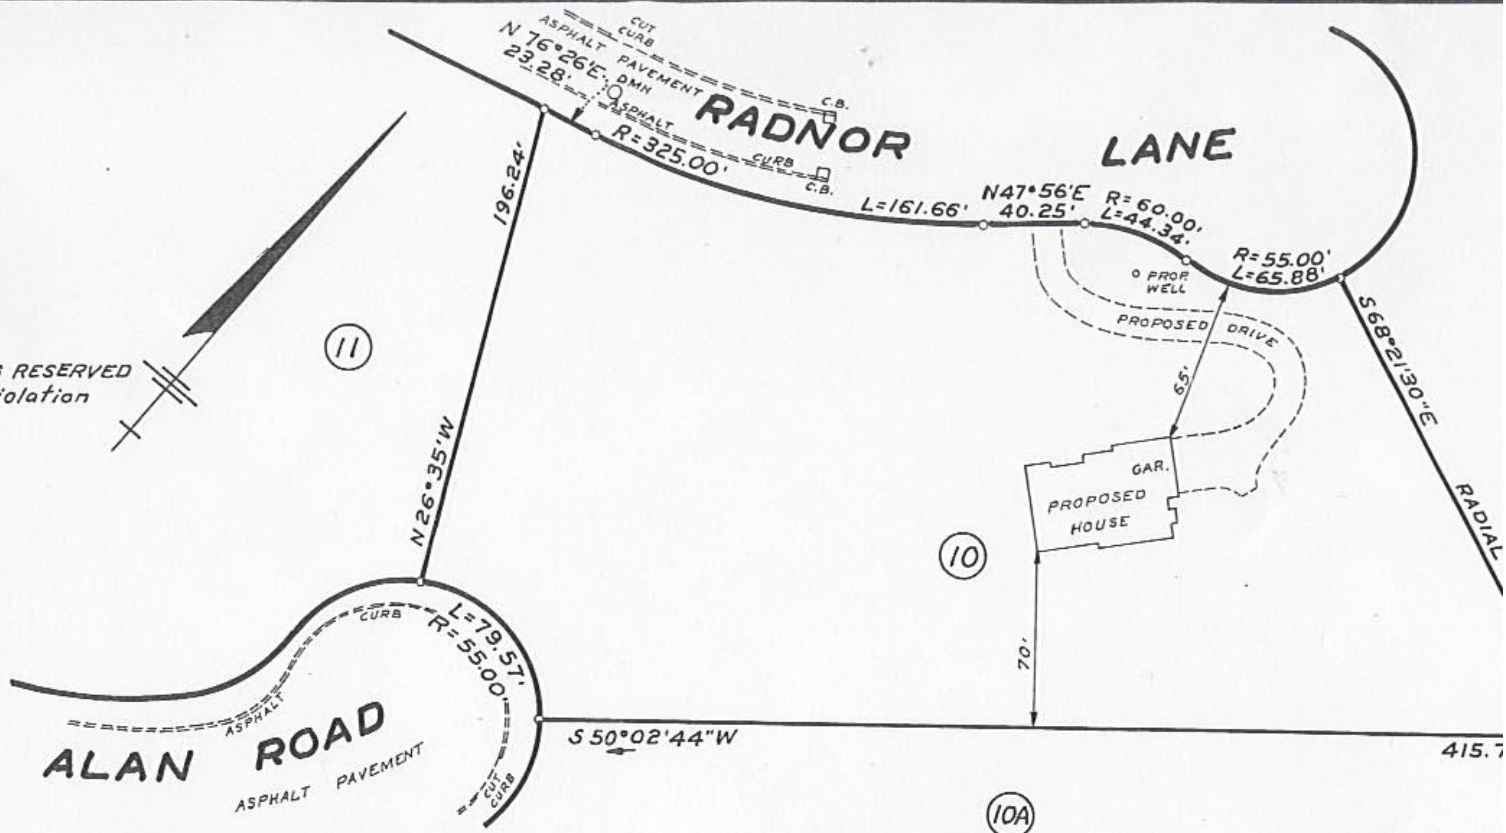 CUT
CURB
ASPHALT PAVEMENT
N 76°26'E
23.28'
DMH
ASPHALT
CURB
C.B.
C.B.
RADNOR LANE
R=325.00'
L=161.66'
N47°56'E
40.25'
R=60.00'
L=44.34'
R=55.00'
L=65.88'
PROP.
WELL
PROPOSED DRIVE
196.24'
N 26°35'W
11
RESERVED
65'
S68°21'30"E
RADIAL
GAR.
PROPOSED
HOUSE
10
70'
CURB
L=79.57'
R=55.00'
ASPHALT
ALAN ROAD
ASPHALT PAVEMENT
CUT
CURB
S 50°02'44"W
415.7
10A